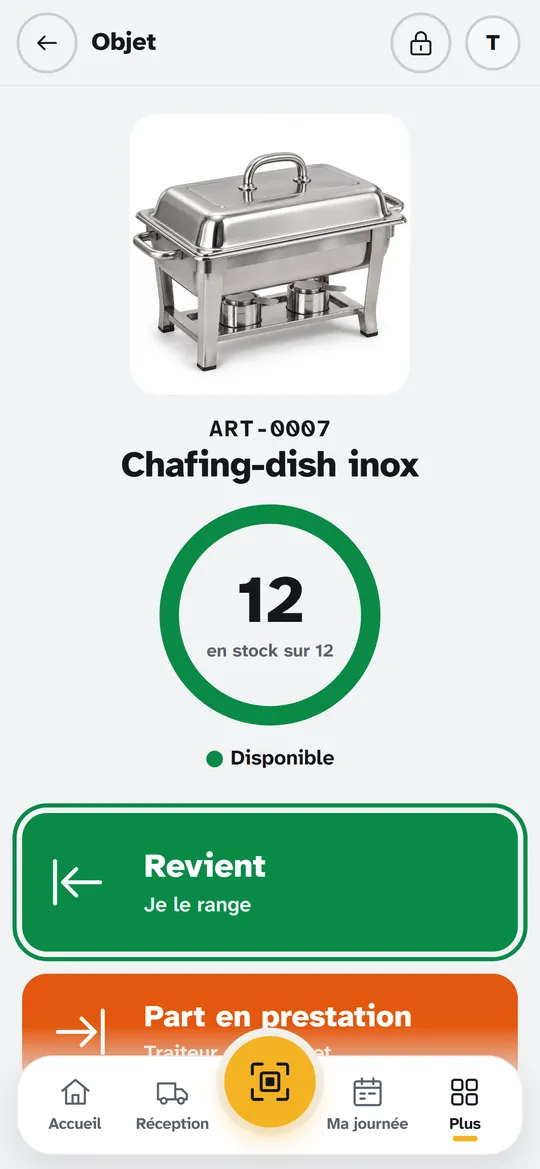 Objet
T
ART-0007
Chafing-dish inox
12
en stock sur 12
Disponible
Revient
Je le range
Part en prestation
Traiteur
Accueil
Réception
Ma journée
Plus